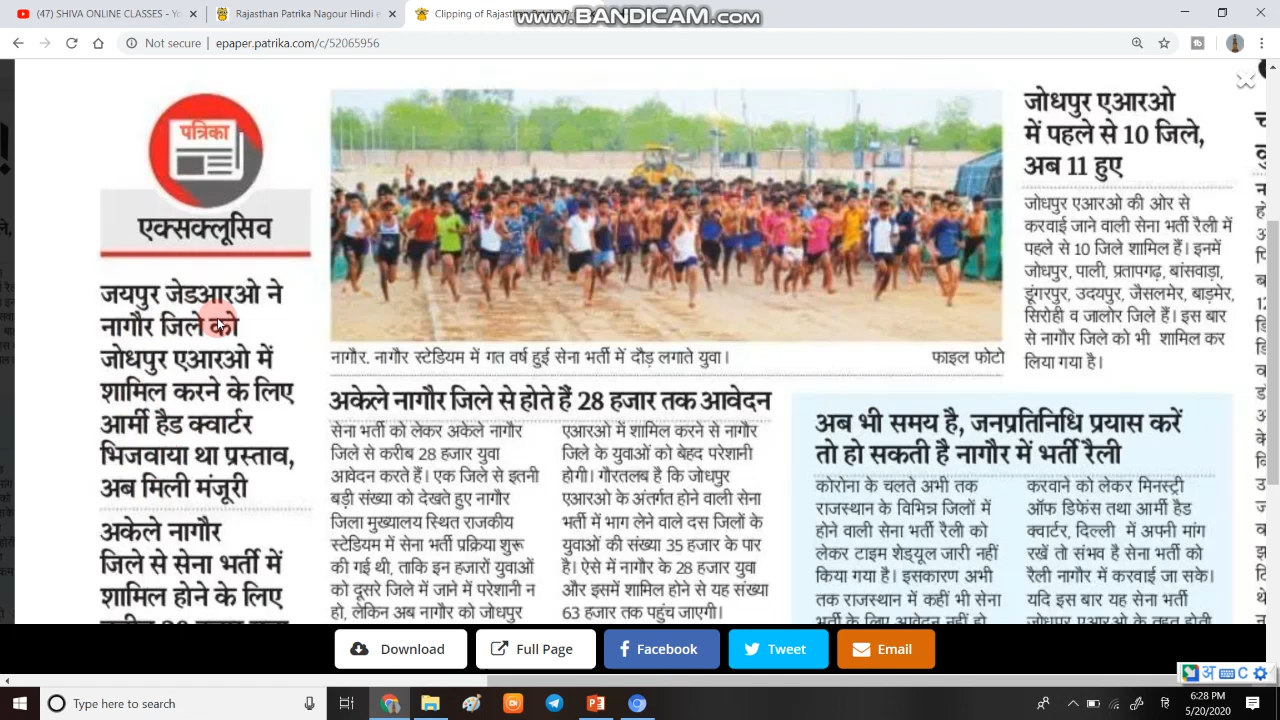 (47) SHIVA ONLINE CLASSES - Yo
Rajasthan Patrika Nagour Hindi e
Clipping of Rajasth
www.BANDICAM.com
Not secure
epaper.patrika.com/c/52065956
पत्रिका
एक्सक्लूसिव
जयपुर जेडआरओ ने
नागौर जिले को
जोधपुर एआरओ में
शामिल करने के लिए
आर्मी हैड क्वार्टर
भिजवाया था प्रस्ताव,
अब मिली मंजूरी
अकेले नागौर
जिले से सेना भर्ती में
शामिल होने के लिए
नागौर. नागौर स्टेडियम में गत वर्ष हुई सेना भर्ती में दौड़ लगाते युवा।
फाइल फोटो
अकेले नागौर जिले से होते हैं 28 हजार तक आवेदन
सेना भर्ती को लेकर अकेले नागौर
जिले से करीब 28 हजार युवा
आवेदन करते हैं। एक जिले से इतनी
बड़ी संख्या को देखते हुए नागौर
जिला मुख्यालय स्थित राजकीय
स्टेडियम में सेना भर्ती प्रक्रिया शुरू
की गई थी, ताकि इन हजारों युवाओं
को दूसरे जिले में जाने में परेशानी न
हो, लेकिन अब नागौर को जोधपुर
एआरओ में शामिल करने से नागौर
जिले के युवाओं को बेहद परेशानी
होगी। गौरतलब है कि जोधपुर
एआरओ के अंतर्गत होने वाली सेना
भर्ती में भाग लेने वाले दस जिलों के
युवाओं की संख्या 35 हजार के पार
है। ऐसे में नागौर के 28 हजार युवा
और इसमें शामिल होने से यह संख्या
63 हजार तक पहुंच जाएगी।
जोधपुर एआरओ
में पहले से 10 जिले,
अब 11 हुए
जोधपुर एआरओ की ओर से
करवाई जाने वाली सेना भर्ती रैली में
पहले से 10 जिले शामिल हैं। इनमें
जोधपुर, पाली, प्रतापगढ़, बांसवाड़ा,
डूंगरपुर, उदयपुर, जैसलमेर, बाड़मेर,
सिरोही व जालोर जिले हैं। इस बार
से नागौर जिले को भी शामिल कर
लिया गया है।
अब भी समय है, जनप्रतिनिधि प्रयास करें
तो हो सकती है नागौर में भर्ती रैली
कोरोना के चलते अभी तक
राजस्थान के विभिन्न जिलों में
होने वाली सेना भर्ती रैली को
लेकर टाइम शेड्यूल जारी नहीं
किया गया है। इसकारण अभी
तक राजस्थान में कहीं भी सेना
भर्ती के लिए आवेदन नहीं हो
करवाने को लेकर मिनस्ट्री
ऑफ डिफेंस तथा आर्मी हैड
क्वार्टर, दिल्ली में अपनी मांग
रखें तो संभव है सेना भर्ती को
रैली नागौर में करवाई जा सके।
यदि इस बार यह सेना भर्ती
जोधपुर एआरओ के तहत होती
Download
Full Page
Facebook
Tweet
Email
Type here to search
6:28 PM
5/20/2020